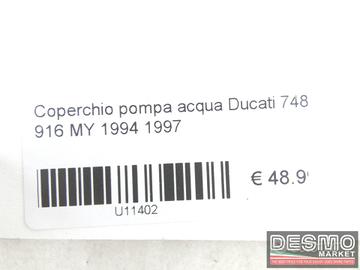 Coperchio pompa acqua Ducati 748
916 MY 1994 1997
€ 48.9
U11402
DESMO
MARKET